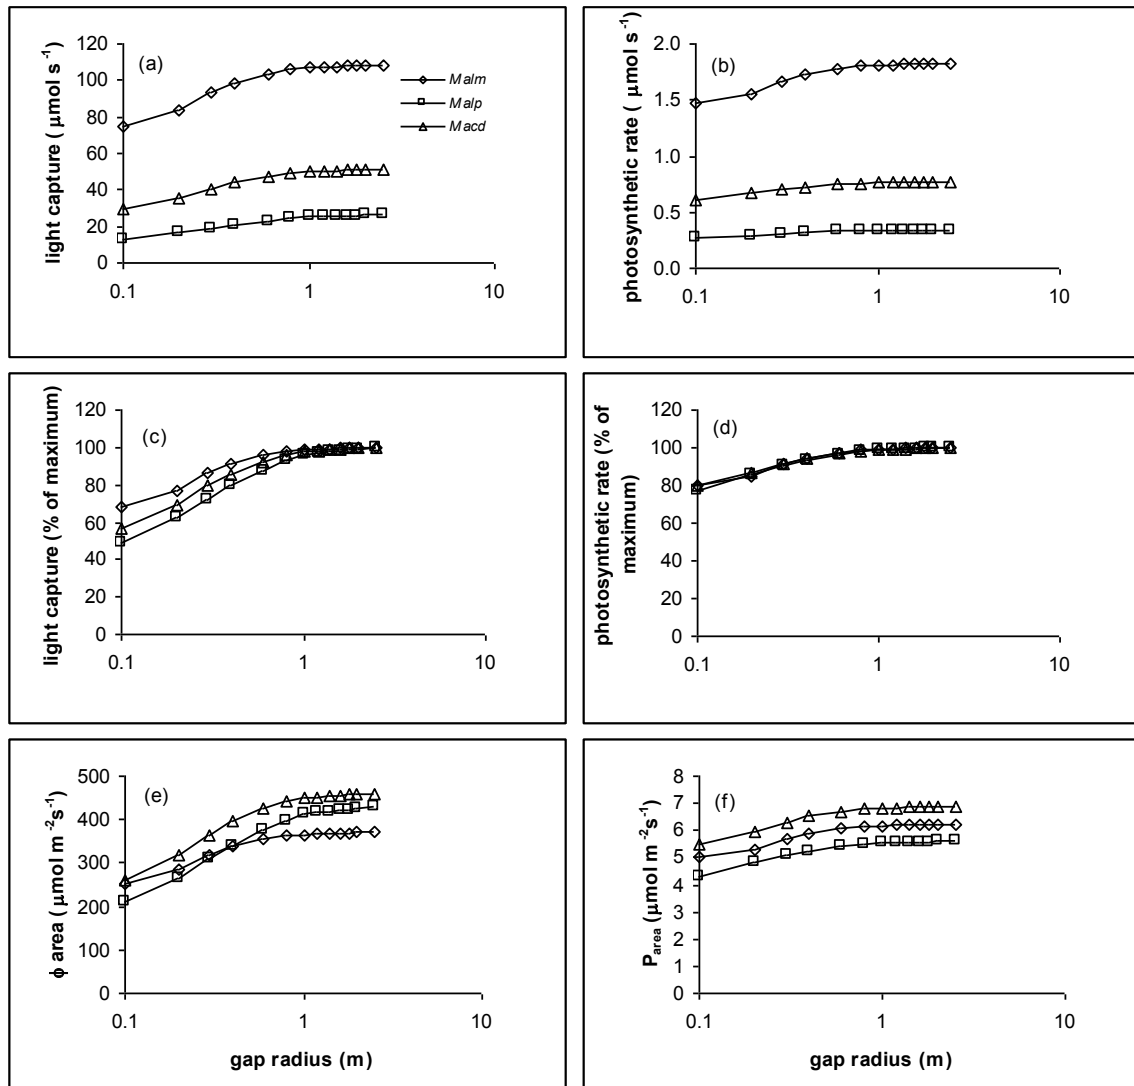 (a)
light capture ( μmol s⁻¹)
120
100
80
60
40
20
0
0.1 1 10
Malm
Malp
Macd
(b)
photosynthetic rate ( μmol s⁻¹)
2.0
1.5
1.0
0.5
0.0
0.1 1 10
(c)
light capture (% of maximum)
120
100
80
60
40
20
0
0.1 1 10
(d)
photosynthetic rate (% of
maximum)
120
100
80
60
40
20
0
0.1 1 10
(e)
ϕ area ( μmol m⁻²s⁻¹)
500
400
300
200
100
0
0.1 1 10
gap radius (m)
(f)
Parea (μmol m⁻²s⁻¹)
8
7
6
5
4
3
2
1
0
0.1 1 10
gap radius (m)